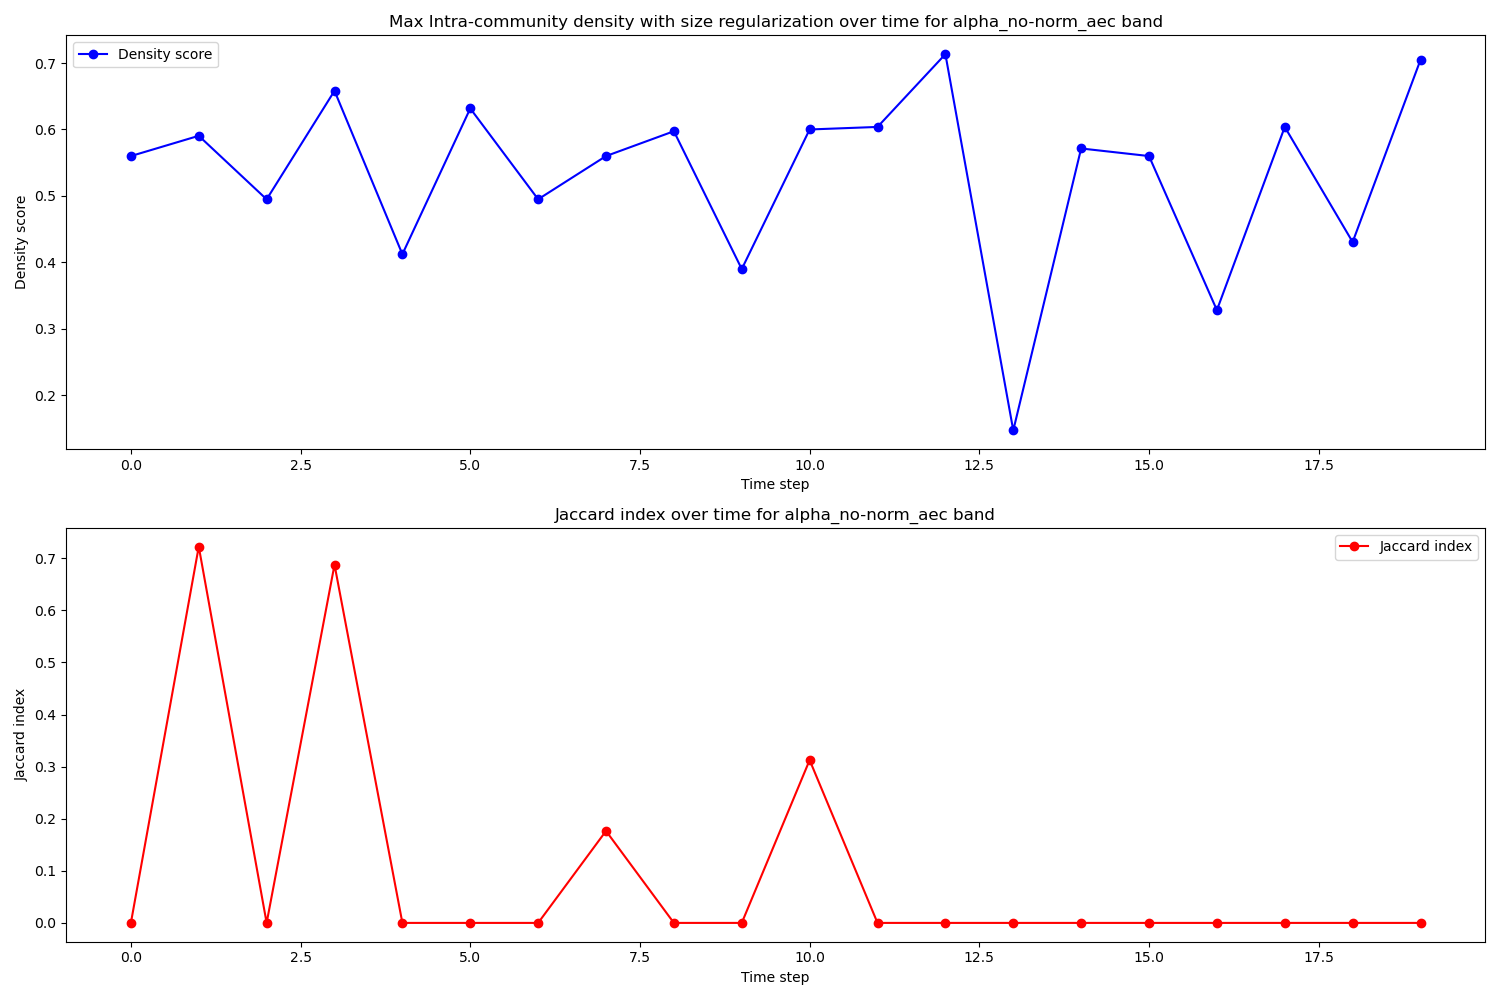 Max Intra-community density with size regularization over time for alpha_no-norm_aec band
Density score
0.7
0.6
0.5
0.4
0.3
0.2
Density score
0.0 2.5 5.0 7.5 10.0 12.5 15.0 17.5
Time step
Jaccard index over time for alpha_no-norm_aec band
Jaccard index
0.7
0.6
0.5
0.4
0.3
0.2
0.1
0.0
Jaccard index
0.0 2.5 5.0 7.5 10.0 12.5 15.0 17.5
Time step